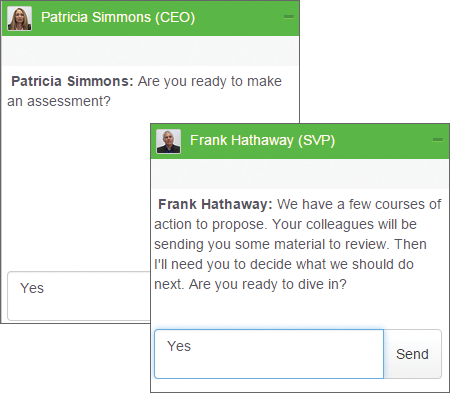 Patricia Simmons (CEO)
Patricia Simmons: Are you ready to make
an assessment?
Yes
Frank Hathaway (SVP)
Frank Hathaway: We have a few courses of
action to propose. Your colleagues will be
sending you some material to review. Then
I'll need you to decide what we should do
next. Are you ready to dive in?
Yes
Send